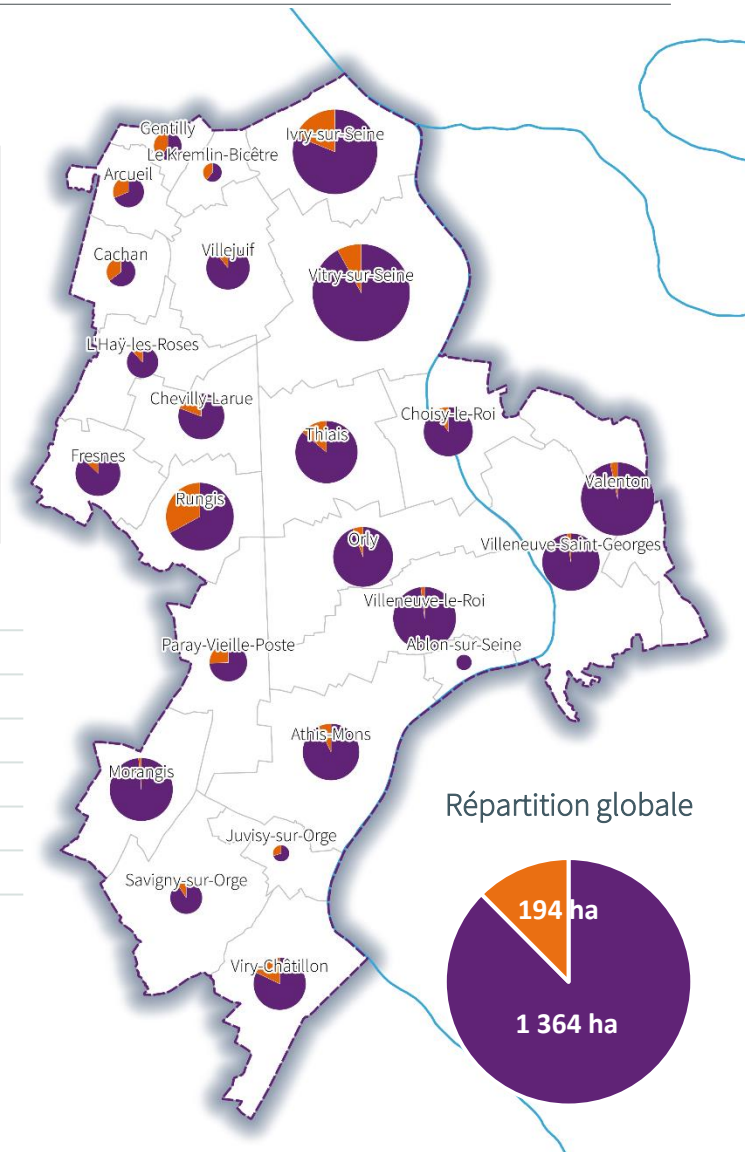 Gentilly
Ivry-sur-Seine
Le Kremlin-Bicêtre
Arcueil
Cachan
Villejuif
Vitry-sur-Seine
L'Haÿ-les-Roses
Chevilly-Larue
Choisy-le-Roi
Thiais
Fresnes
Valenton
Rungis
Orly
Villeneuve-Saint-Georges
Villeneuve-le-Roi
Paray-Vieille-Poste
Ablon-sur-Seine
Athis-Mons
Morangis
Répartition globale
Juvisy-sur-Orge
Savigny-sur-Orge
194 ha
Viry-Châtillon
1 364 ha